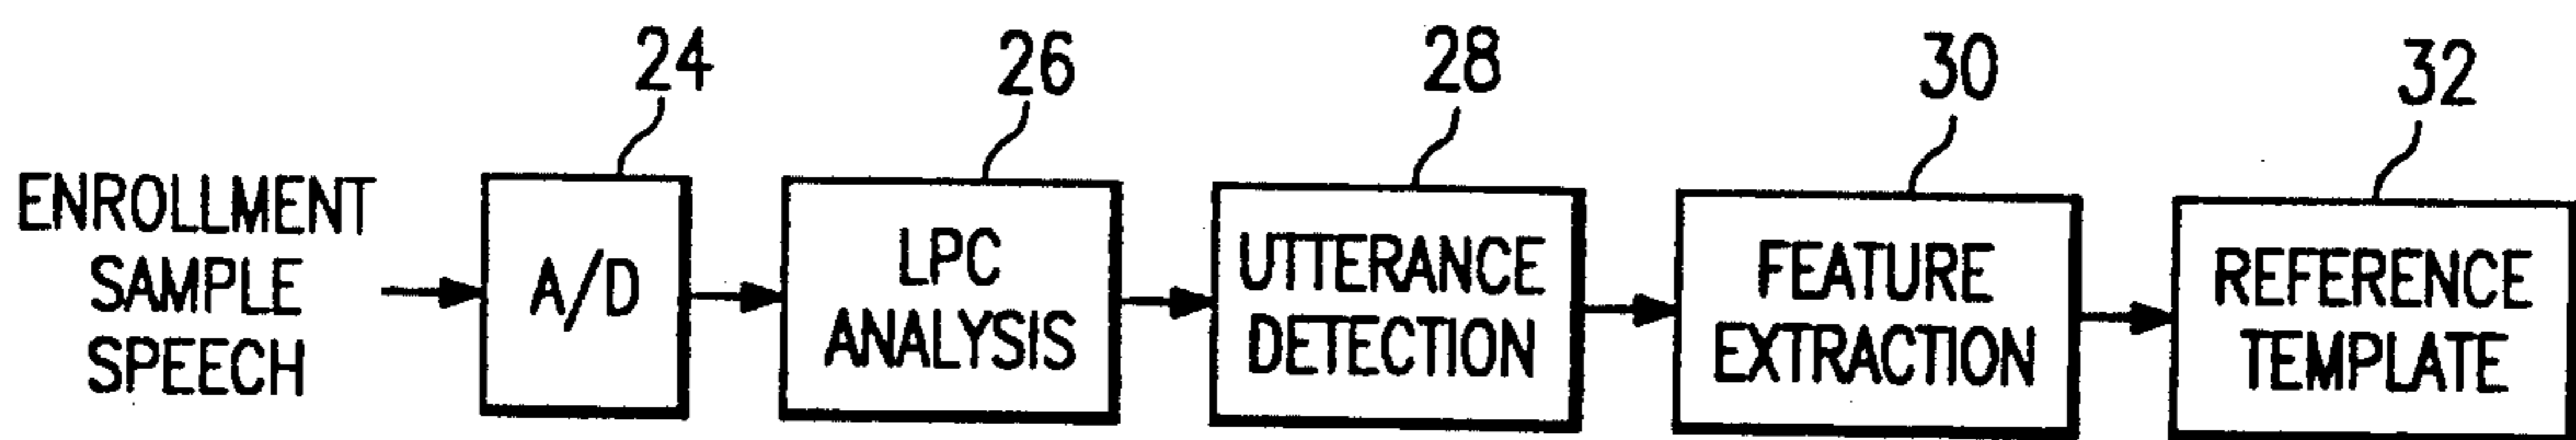 24
26
28
30
32
ENROLLMENT
SAMPLE
SPEECH
A/D
LPC
ANALYSIS
UTTERANCE
DETECTION
FEATURE
EXTRACTION
REFERENCE
TEMPLATE